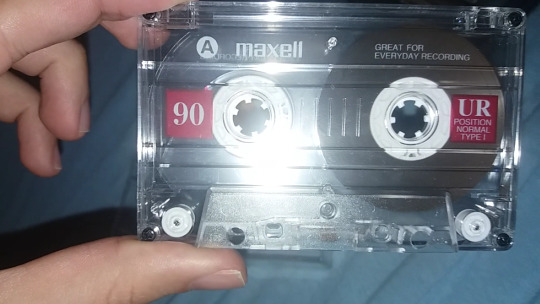 A maxell
GREAT FOR
EVERYDAY RECORDING
90
UR
POSITION
NORMAL
TYPE I